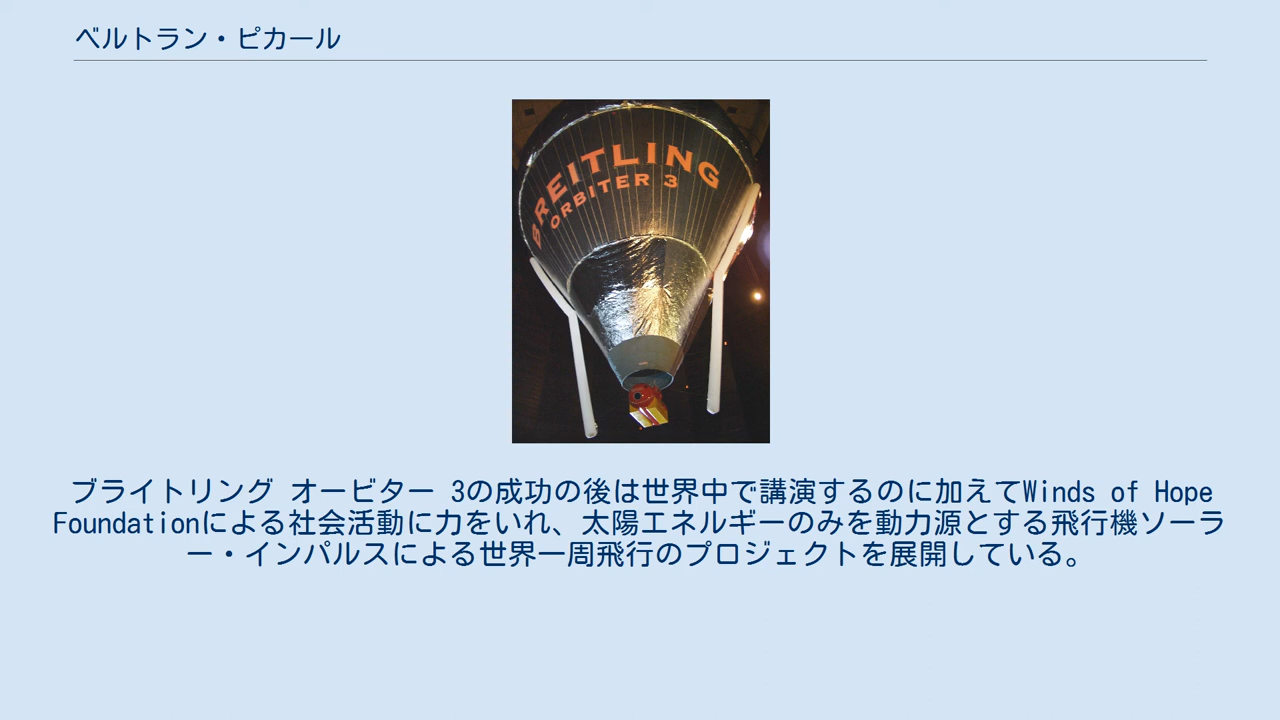 ベルトラン・ピカール
BREITLING
ORBITER 3
ブライトリング オービター 3の成功の後は世界中で講演するのに加えてWinds of Hope
Foundationによる社会活動に力をいれ、太陽エネルギーのみを動力源とする飛行機ソーラ
ー・インパルスによる世界一周飛行のプロジェクトを展開している。